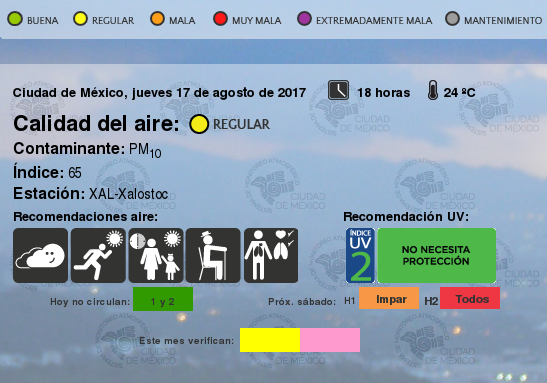 BUENA REGULAR MALA MUY MALA EXTREMADAMENTE MALA MANTENIMIENTO
Ciudad de México, jueves 17 de agosto de 2017 18 horas 24 ºC
Calidad del aire: REGULAR
Contaminante: PM10
Índice: 65
Estación: XAL-Xalostoc
Recomendaciones aire: Recomendación UV:
ÍNDICE
UV
2
NO NECESITA
PROTECCIÓN
Hoy no circulan: 1 y 2 Próx. sábado: H1 Impar H2 Todos
Este mes verifican:
CIUDAD
DE MÉXICO